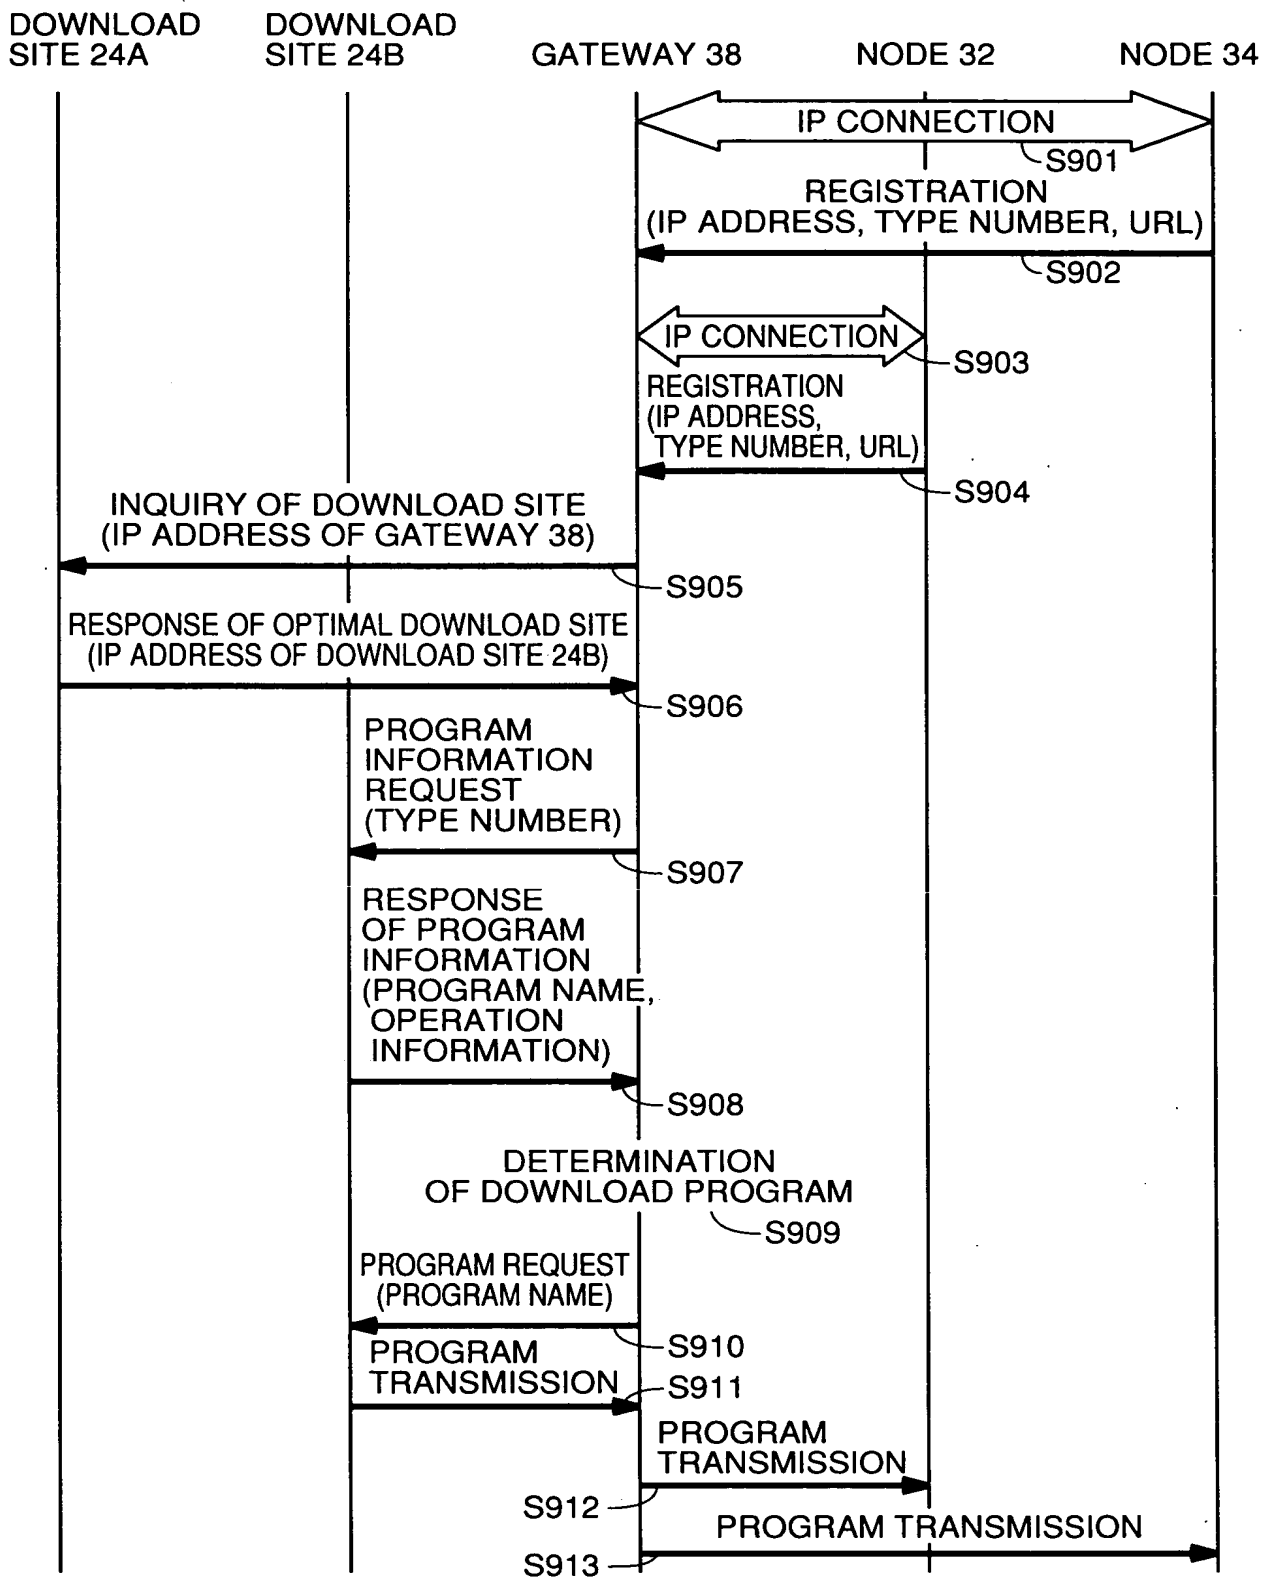 DOWNLOAD
SITE 24A
DOWNLOAD
SITE 24B
GATEWAY 38
NODE 32
NODE 34
IP CONNECTION
S901
REGISTRATION
(IP ADDRESS, TYPE NUMBER, URL)
S902
IP CONNECTION
S903
REGISTRATION
(IP ADDRESS,
TYPE NUMBER, URL)
S904
INQUIRY OF DOWNLOAD SITE
(IP ADDRESS OF GATEWAY 38)
S905
RESPONSE OF OPTIMAL DOWNLOAD SITE
(IP ADDRESS OF DOWNLOAD SITE 24B)
S906
PROGRAM
INFORMATION
REQUEST
(TYPE NUMBER)
S907
RESPONSE
OF PROGRAM
INFORMATION
(PROGRAM NAME,
OPERATION
INFORMATION)
S908
DETERMINATION
OF DOWNLOAD PROGRAM
S909
PROGRAM REQUEST
(PROGRAM NAME)
S910
PROGRAM
TRANSMISSION
S911
PROGRAM
TRANSMISSION
S912
PROGRAM TRANSMISSION
S913